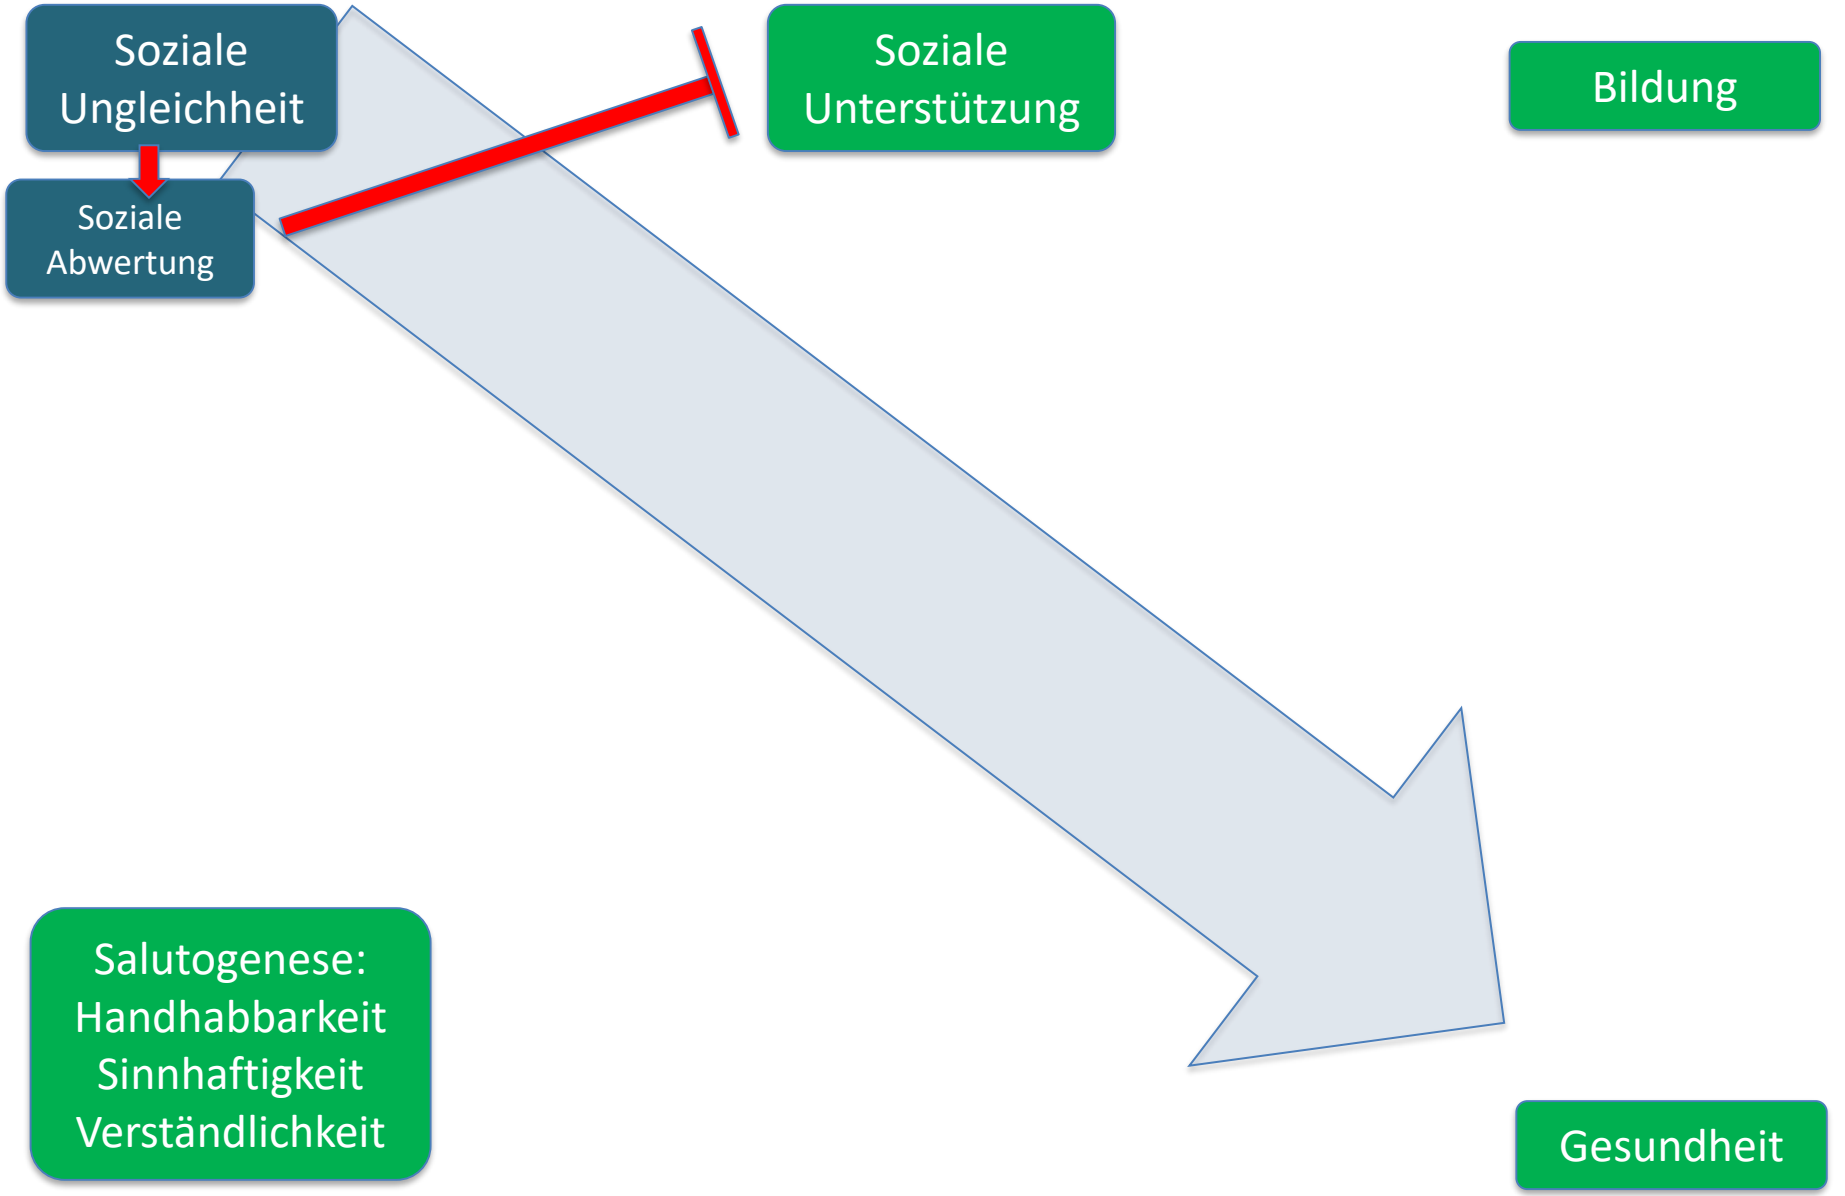 Soziale
Ungleichheit
Soziale
Abwertung
Soziale
Unterstützung
Bildung
Salutogenese:
Handhabbarkeit
Sinnhaftigkeit
Verständlichkeit
Gesundheit